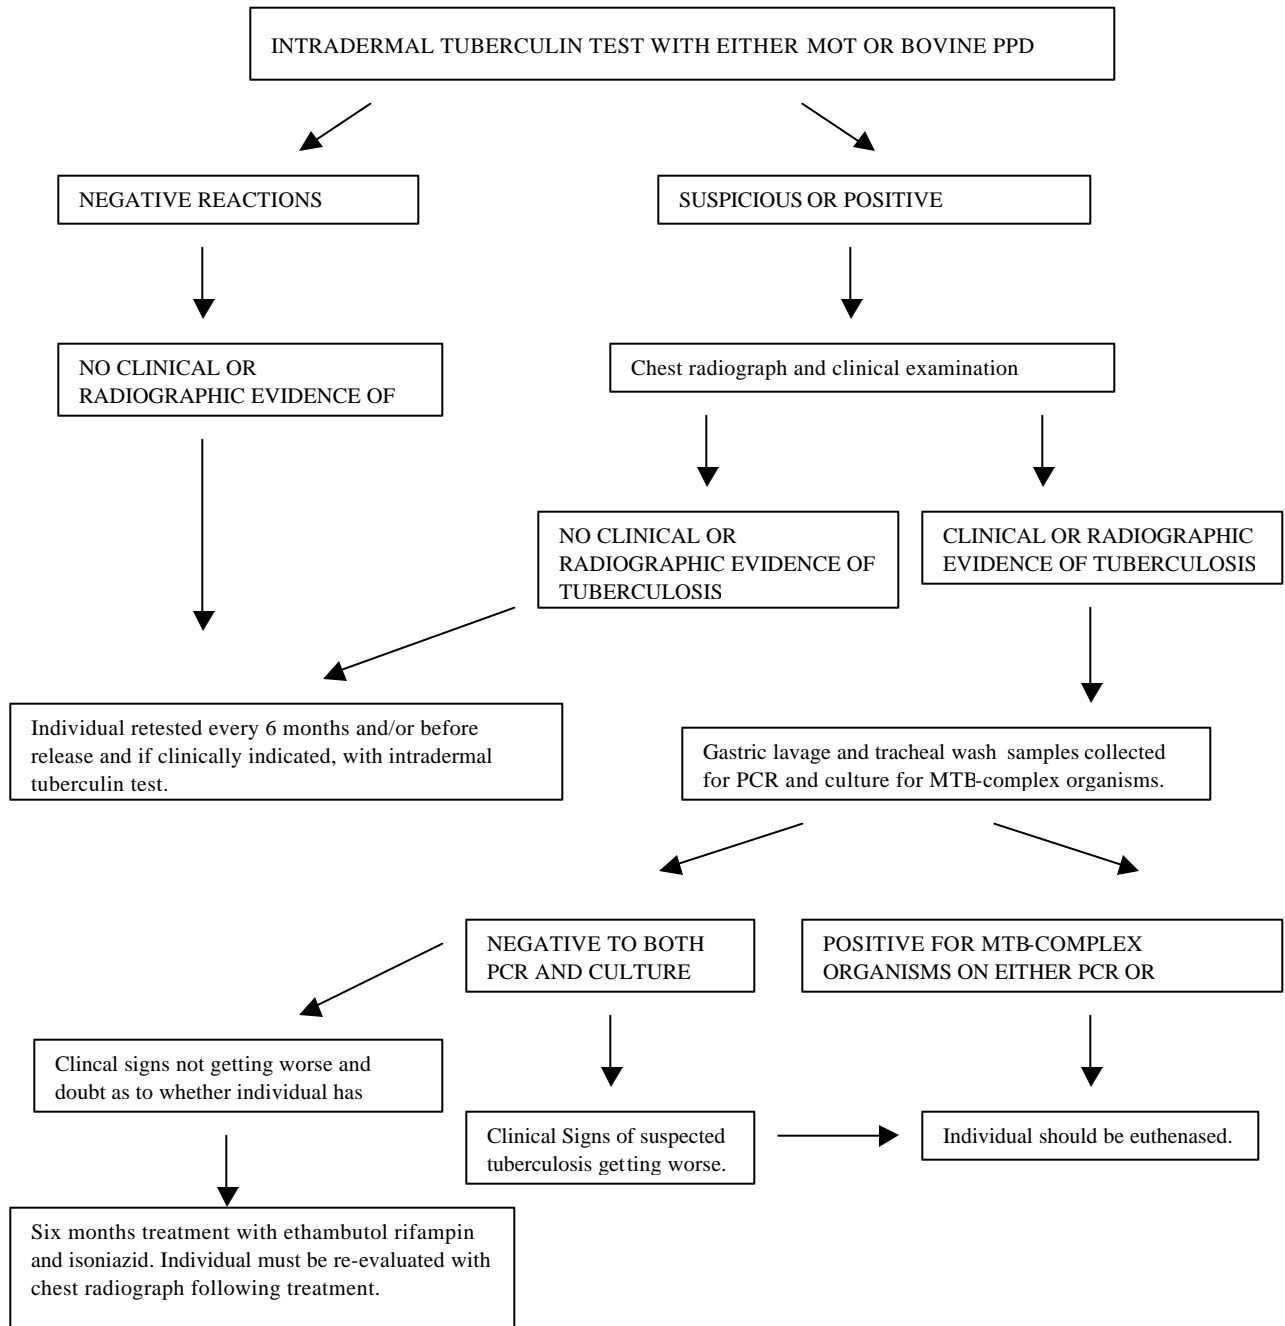 INTRADERMAL TUBERCULIN TEST WITH EITHER MOT OR BOVINE PPD
NEGATIVE REACTIONS
SUSPICIOUS OR POSITIVE
NO CLINICAL OR
RADIOGRAPHIC EVIDENCE OF
Chest radiograph and clinical examination
NO CLINICAL OR
RADIOGRAPHIC EVIDENCE OF
TUBERCULOSIS
CLINICAL OR RADIOGRAPHIC
EVIDENCE OF TUBERCULOSIS
Individual retested every 6 months and/or before
release and if clinically indicated, with intradermal
tuberculin test.
Gastric lavage and tracheal wash samples collected
for PCR and culture for MTB-complex organisms.
NEGATIVE TO BOTH
PCR AND CULTURE
POSITIVE FOR MTB-COMPLEX
ORGANISMS ON EITHER PCR OR
Clincal signs not getting worse and
doubt as to whether individual has
Clinical Signs of suspected
tuberculosis getting worse.
Individual should be euthenased.
Six months treatment with ethambutol rifampin
and isoniazid. Individual must be re-evaluated with
chest radiograph following treatment.